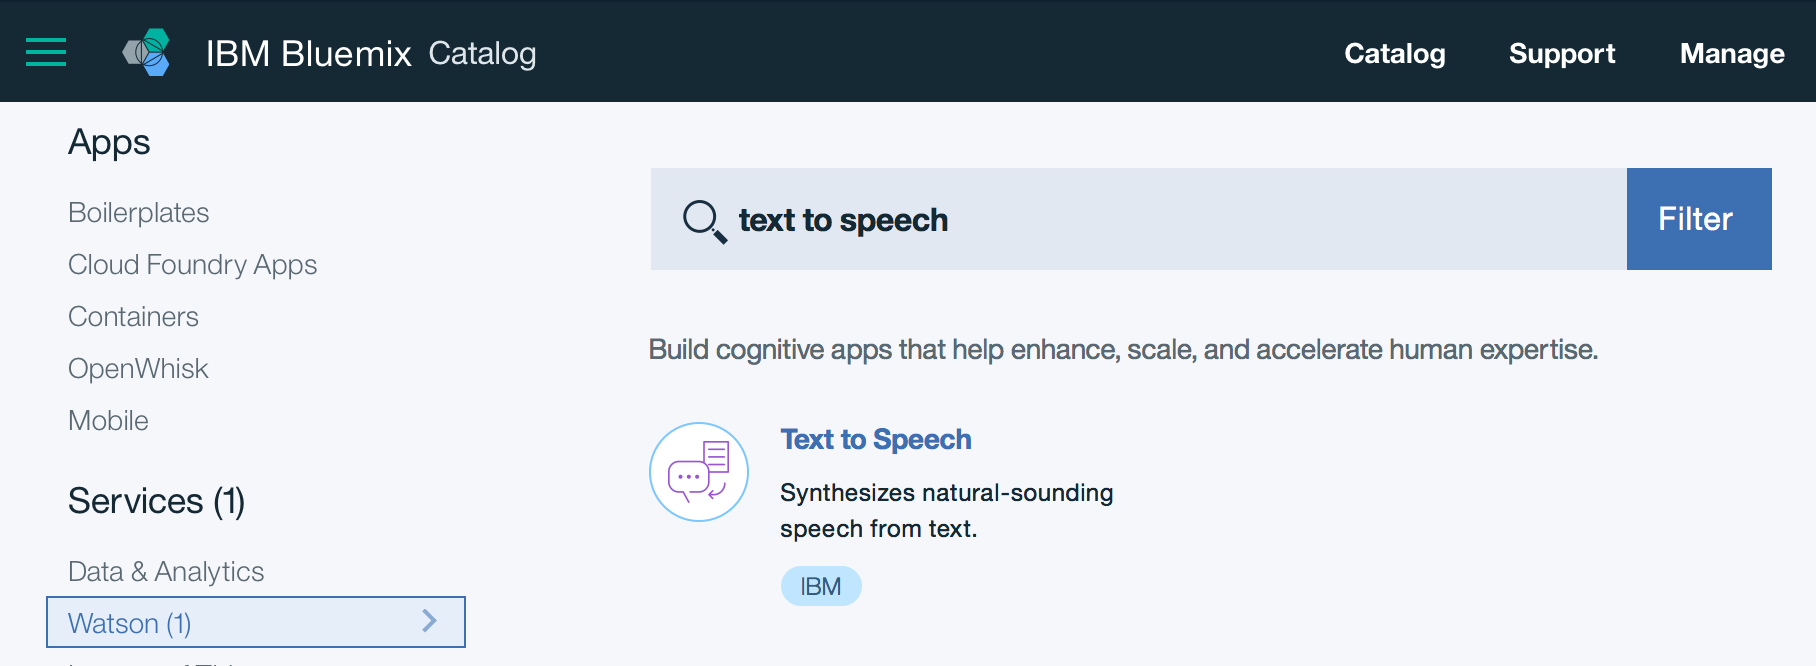 IBM Bluemix Catalog
Catalog Support Manage
Apps
Boilerplates
Cloud Foundry Apps
Containers
OpenWhisk
Mobile
Services (1)
Data & Analytics
Watson (1)
text to speech
Filter
Build cognitive apps that help enhance, scale, and accelerate human expertise.
Text to Speech
Synthesizes natural-sounding
speech from text.
IBM